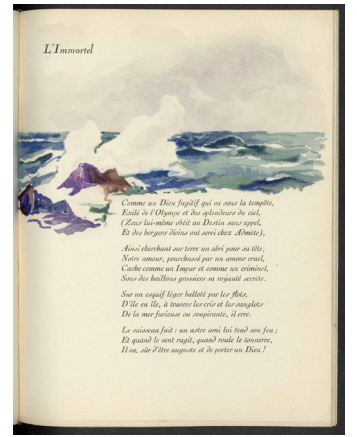 L'Immortel
Comme un Dieu fugitif qui va sous la tempête,
Exilé de l'Olympe et des splendeurs du ciel,
(Zeus lui-même obéit au Destin sans appel,
Et des bergers divins ont servi chez Admète),
Ainsi cherchant sur terre un abri pour sa tête,
Notre amour, pourchassé par un amour cruel,
Cache comme un Impur et comme un criminel,
Sous des haillons grossiers sa royauté secrète.
Sur un esquif léger ballotté par les flots,
D'île en île, à travers les cris et les sanglots
De la mer furieuse ou soupirante, il erre.
Le vaisseau fuit : un astre ami lui tend son feu ;
Et quand le vent rugit, quand roule le tonnerre,
Il va, sûr d'être auguste et de porter un Dieu !